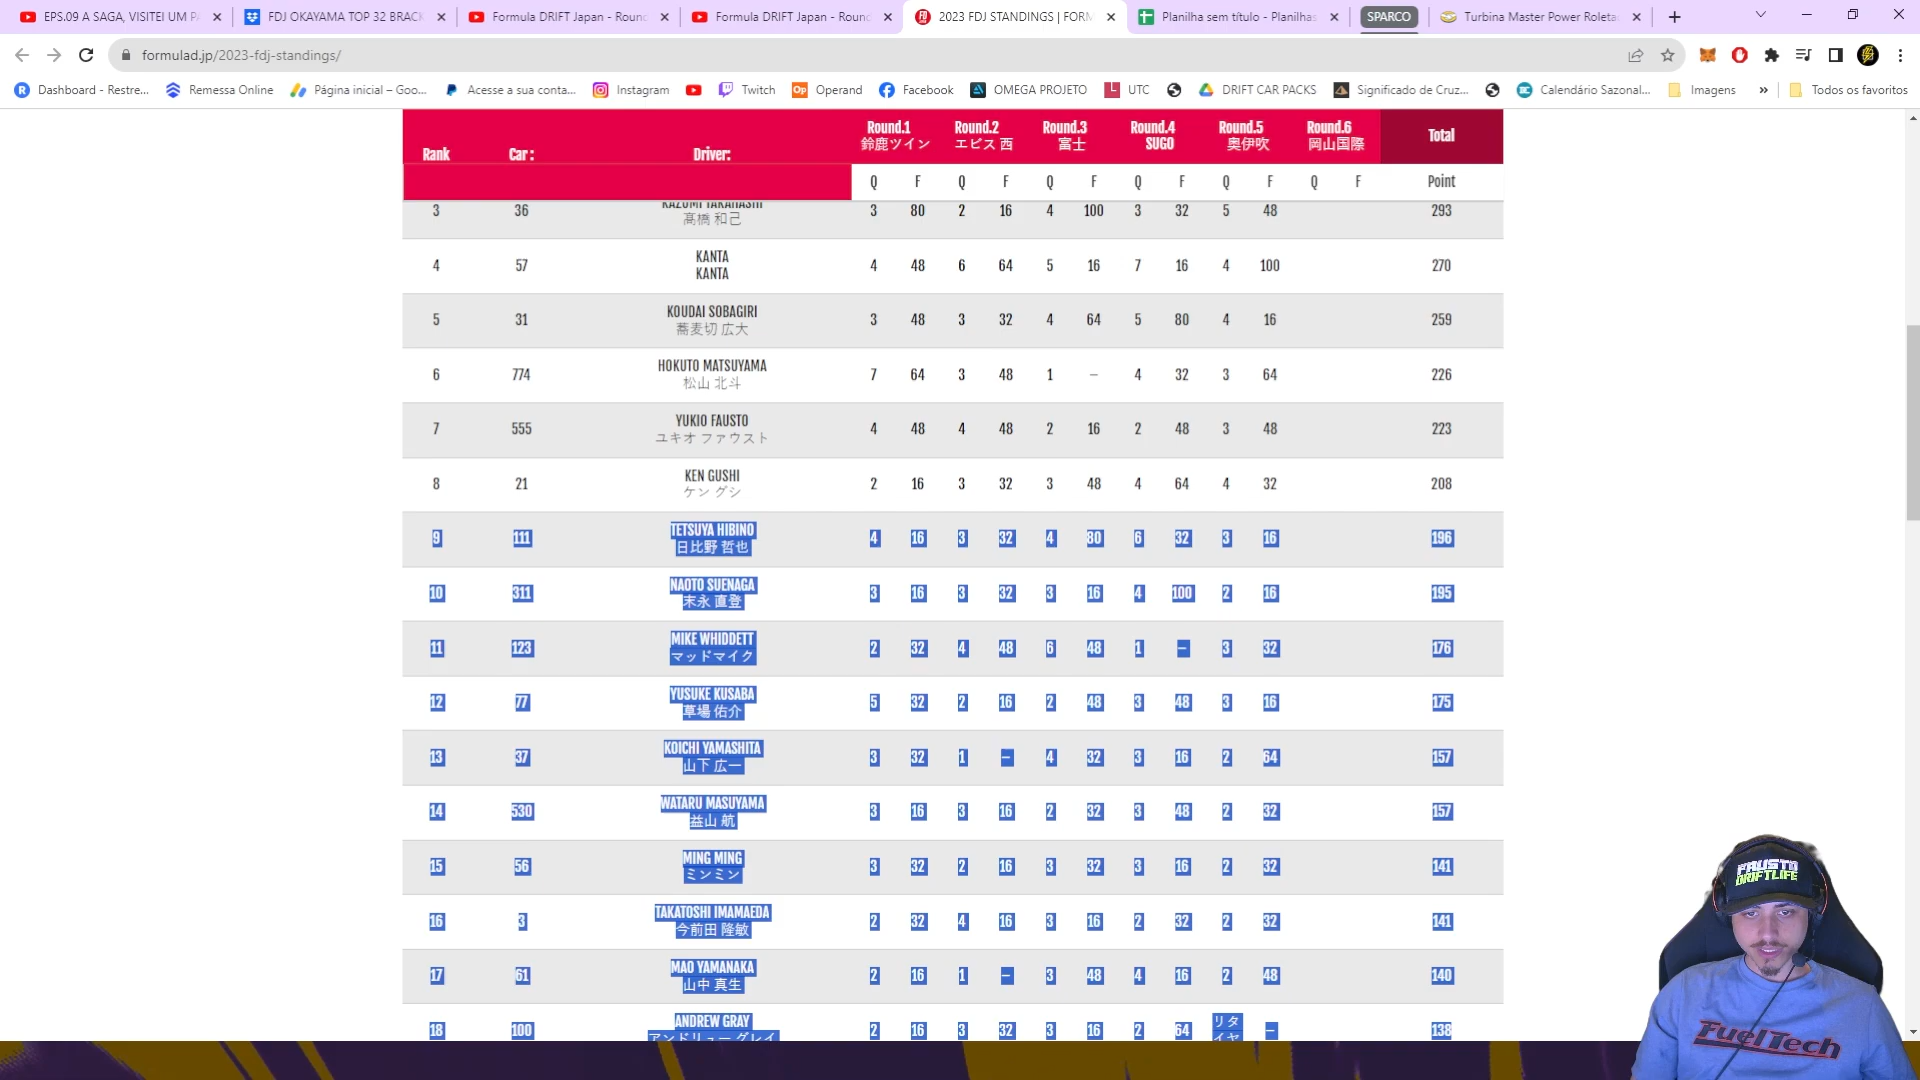 EPS.09 A SAGA, VISITEI UM P
FDJ OKAYAMA TOP 32 BRACK
Formula DRIFT Japan - Roun
Formula DRIFT Japan - Roun
2023 FDJ STANDINGS | FORM
Planilha sem título - Planilhas
SPARCO
Turbina Master Power Roleta
formulad.jp/2023-fdj-standings/
Dashboard - Restre...
Remessa Online
Página inicial – Goo...
Acesse a sua conta...
Instagram
Twitch
Operand
Facebook
OMEGA PROJETO
UTC
DRIFT CAR PACKS
Significado de Cruz...
Calendário Sazonal...
Imagens
Todos os favoritos
Rank Car : Driver: Round.1 Round.2 Round.3 Round.4 Round.5 Round.6 Total
鈴鹿ツイン エビス 西 富士 SUGO 奥伊吹 岡山国際
Q F Q F Q F Q F Q F Q F Point
KAZUMI TAKAHASHI
3 36 髙橋 和己 3 80 2 16 4 100 3 32 5 48 293
KANTA
4 57 KANTA 4 48 6 64 5 16 7 16 4 100 270
KOUDAI SOBAGIRI
5 31 蕎麦切 広大 3 48 3 32 4 64 5 80 4 16 259
HOKUTO MATSUYAMA
6 774 松山 北斗 7 64 3 48 1 – 4 32 3 64 226
YUKIO FAUSTO
7 555 ユキオ ファウスト 4 48 4 48 2 16 2 48 3 48 223
KEN GUSHI
8 21 ケン グシ 2 16 3 32 3 48 4 64 4 32 208
TETSUYA HIBINO
9 111 日比野 哲也 4 16 3 32 4 80 6 32 3 16 196
NAOTO SUENAGA
10 311 末永 直登 3 16 3 32 3 16 4 100 2 16 195
MIKE WHIDDETT
11 123 マッドマイク 2 32 4 48 6 48 1 – 3 32 176
YUSUKE KUSABA
12 77 草場 佑介 5 32 2 16 2 48 3 48 3 16 175
KOICHI YAMASHITA
13 37 山下 広一 3 32 1 – 4 32 3 16 2 64 157
WATARU MASUYAMA
14 530 益山 航 3 16 3 16 2 32 3 48 2 32 157
MING MING
15 56 ミンミン 3 32 2 16 3 32 3 16 2 32 141
TAKATOSHI IMAMAEDA
16 3 今前田 隆敏 2 32 4 16 3 16 2 32 2 32 141
MAO YAMANAKA
17 61 山中 真生 2 16 1 – 3 48 4 16 2 48 140
ANDREW GRAY
18 100 アンドリュー グレイ 2 16 3 32 3 16 2 64 リタイヤ – 138
FAUSTO
DRIFTLIFE
FuelTech